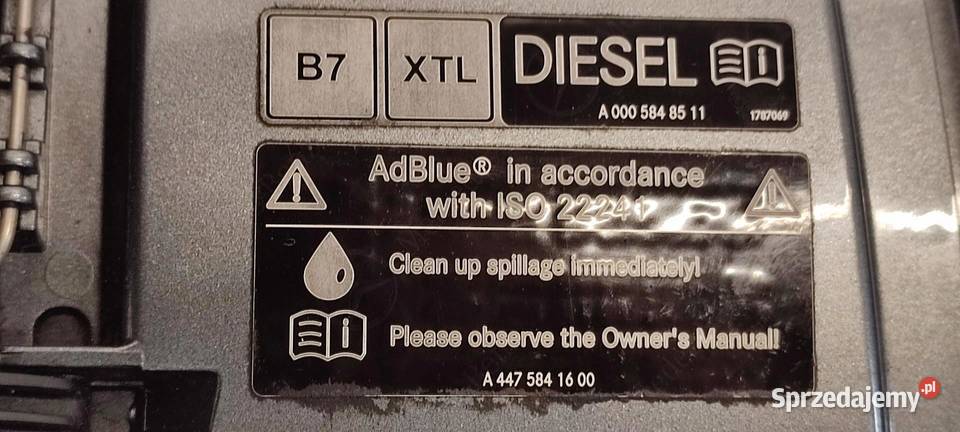 B7 XTL DIESEL
A 000 584 85 11 1787069
AdBlue® in accordance
with ISO 22241
Clean up spillage immediately!
Please observe the Owner's Manual!
A 447 584 16 00
Sprzedajemy.pl